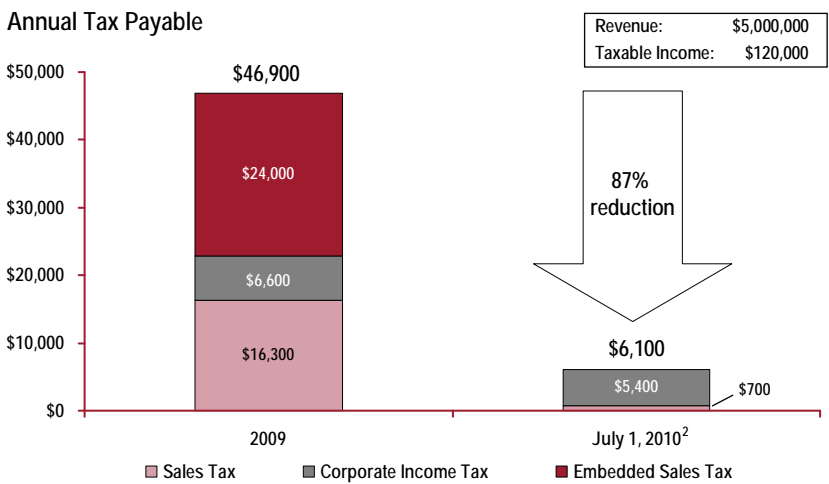 Annual Tax Payable
Revenue: $5,000,000
Taxable Income: $120,000
$50,000
$40,000
$30,000
$20,000
$10,000
$0
$46,900
$24,000
$6,600
$16,300
87%
reduction
$6,100
$5,400
$700
2009
July 1, 2010²
Sales Tax
Corporate Income Tax
Embedded Sales Tax